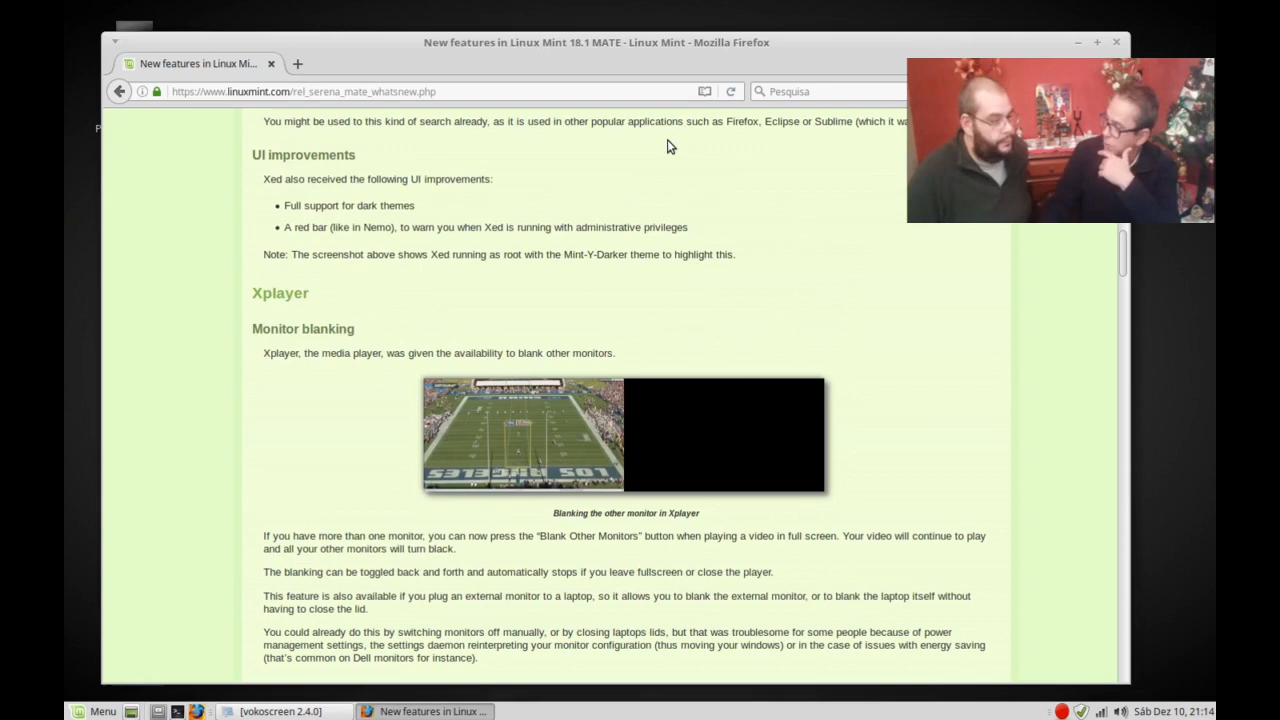 New features in Linux Mint 18.1 MATE - Linux Mint - Mozilla Firefox
New features in Linux Mi...
https://www.linuxmint.com/rel_serena_mate_whatsnew.php
Pesquisa
You might be used to this kind of search already, as it is used in other popular applications such as Firefox, Eclipse or Sublime (which it
UI improvements
Xed also received the following UI improvements:
• Full support for dark themes
• A red bar (like in Nemo), to warn you when Xed is running with administrative privileges
Note: The screenshot above shows Xed running as root with the Mint-Y-Darker theme to highlight this.
Xplayer
Monitor blanking
Xplayer, the media player, was given the availability to blank other monitors.
LOS ANGELES
Blanking the other monitor in Xplayer
If you have more than one monitor, you can now press the “Blank Other Monitors” button when playing a video in full screen. Your video will continue to play
and all your other monitors will turn black.
The blanking can be toggled back and forth and automatically stops if you leave fullscreen or close the player.
This feature is also available if you plug an external monitor to a laptop, so it allows you to blank the external monitor, or to blank the laptop itself without
having to close the lid.
You could already do this by switching monitors off manually, or by closing laptops lids, but that was troublesome for some people because of power
management settings, the settings daemon reinterpreting your monitor configuration (thus moving your windows) or in the case of issues with energy saving
(that's common on Dell monitors for instance).
Menu
[vokoscreen 2.4.0]
New features in Linux ...
Sáb Dez 10, 21:14